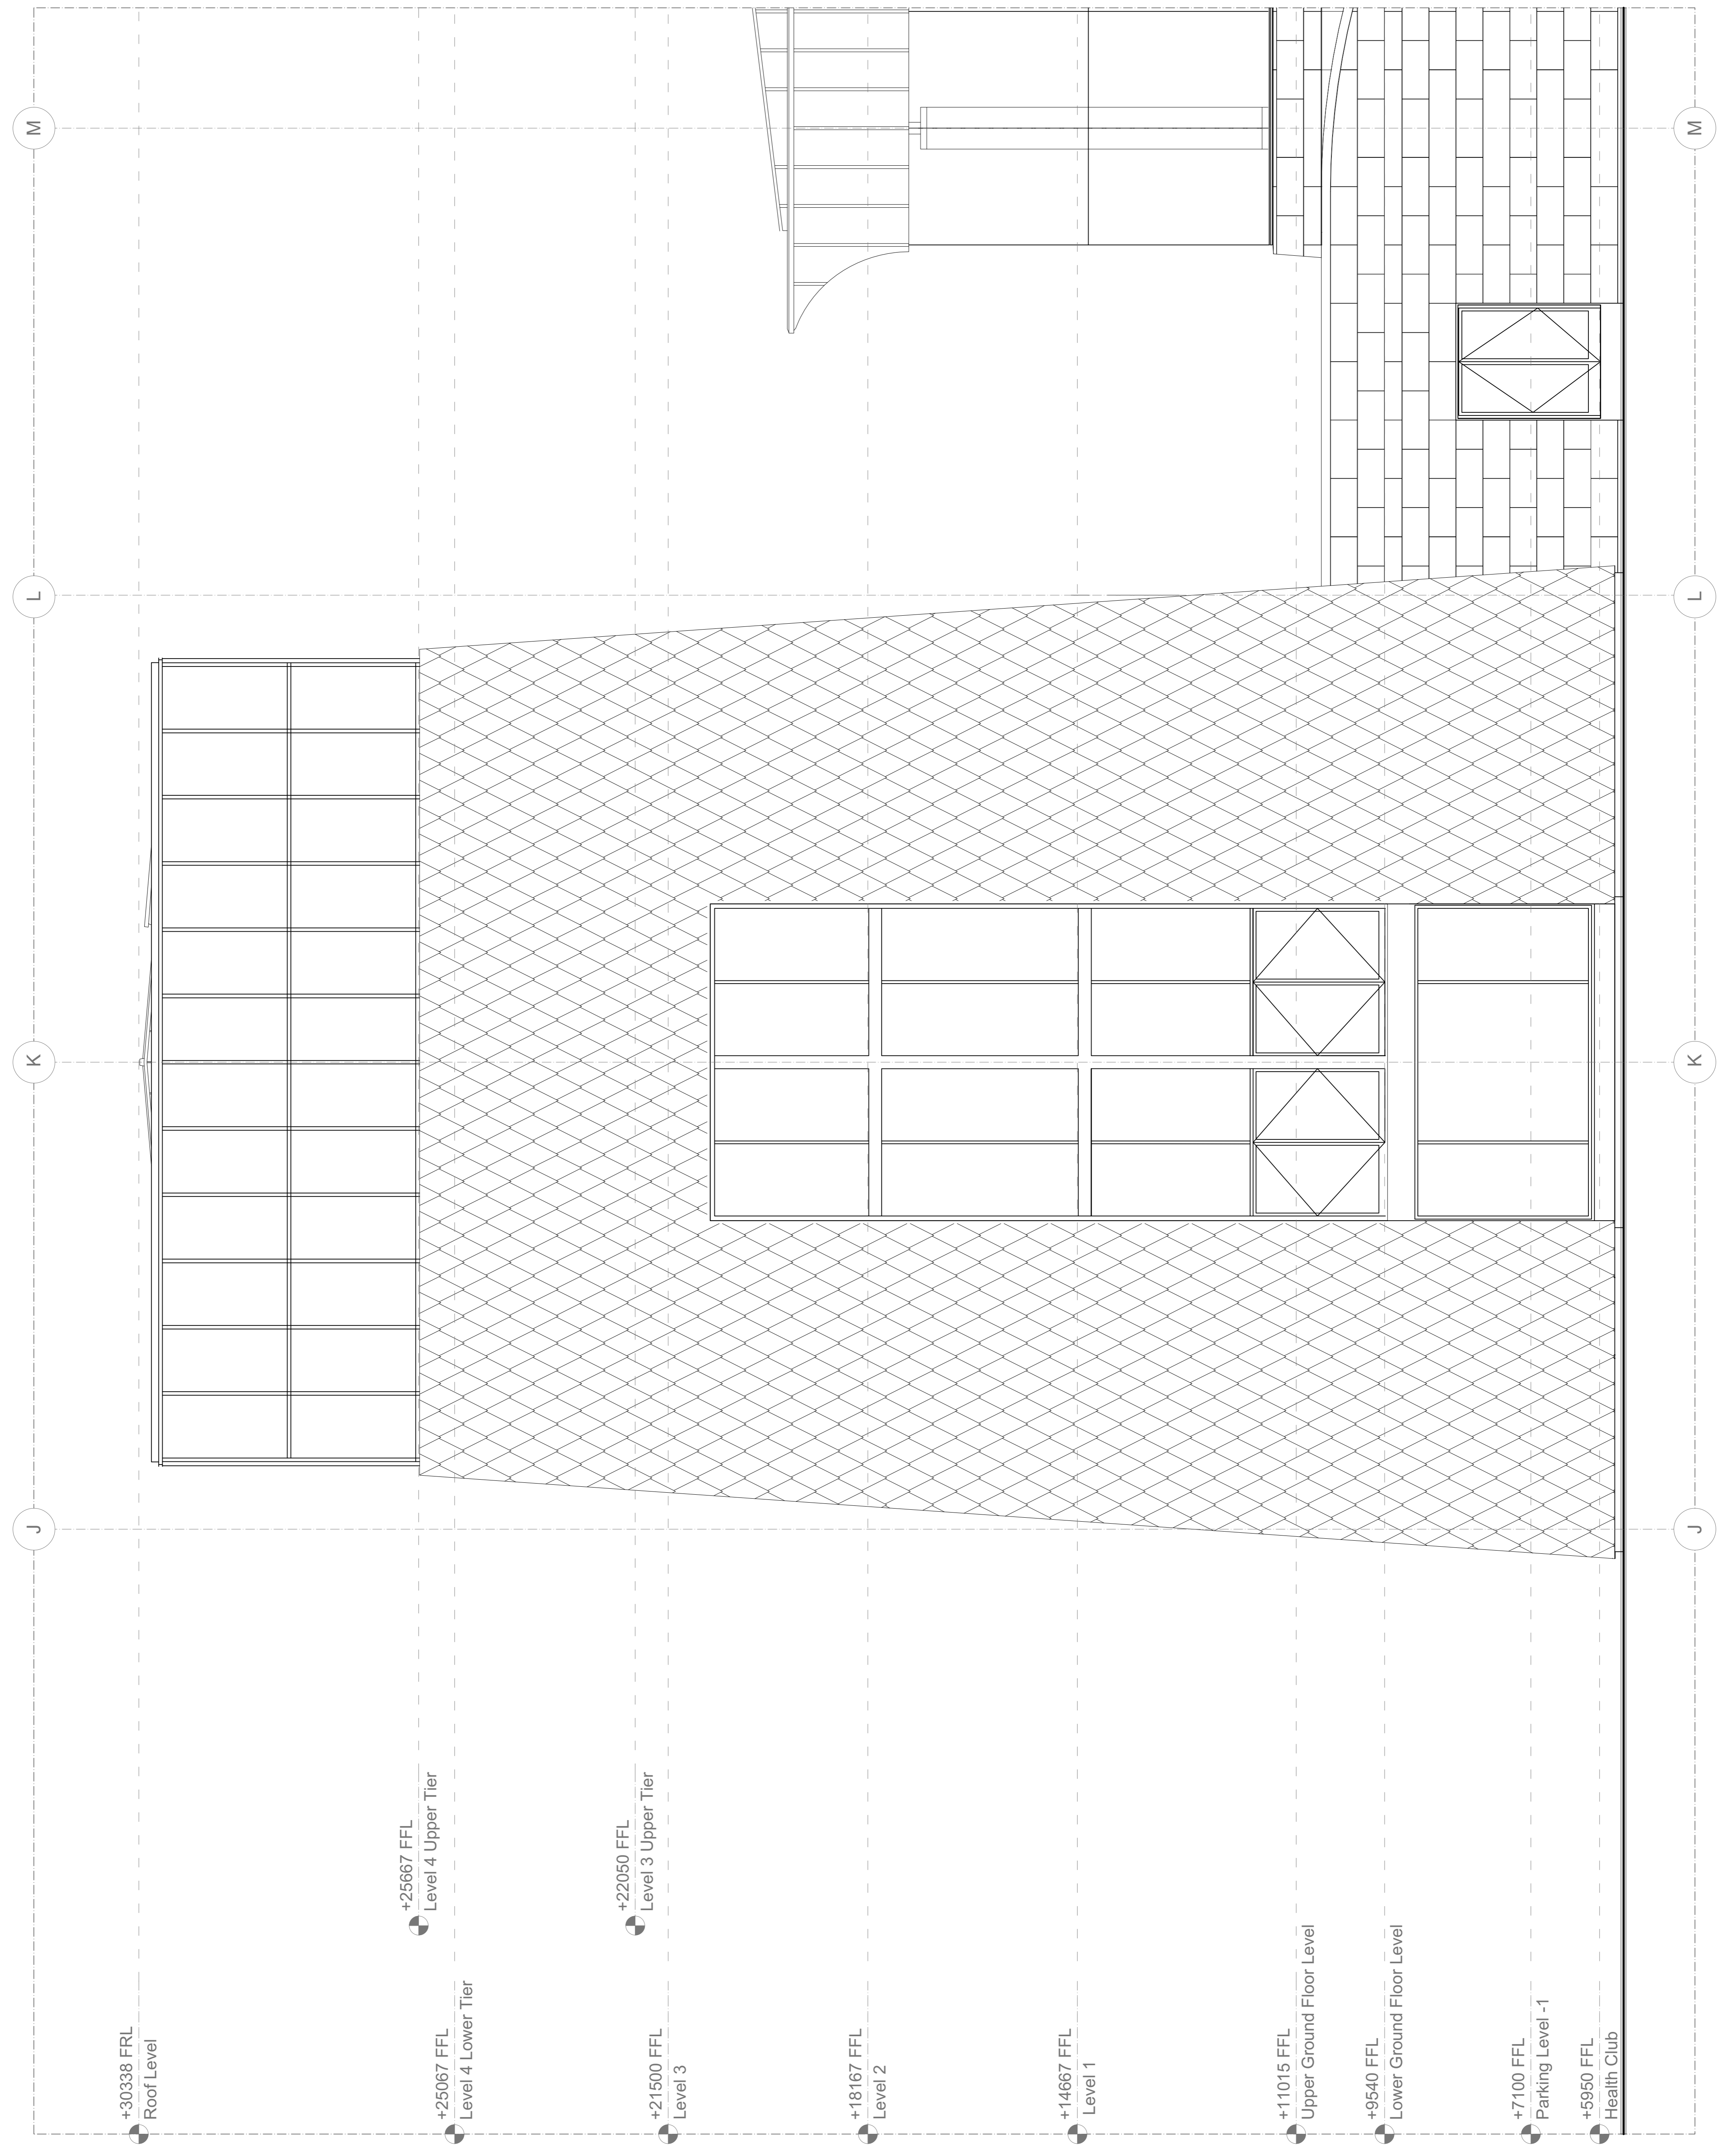 M
M
L
L
K
K
J
J
+30338 FRL
Roof Level
+25667 FFL
Level 4 Upper Tier
+25067 FFL
Level 4 Lower Tier
+22050 FFL
Level 3 Upper Tier
+21500 FFL
Level 3
+18167 FFL
Level 2
+14667 FFL
Level 1
+11015 FFL
Upper Ground Floor Level
+9540 FFL
Lower Ground Floor Level
+7100 FFL
Parking Level -1
+5950 FFL
Health Club